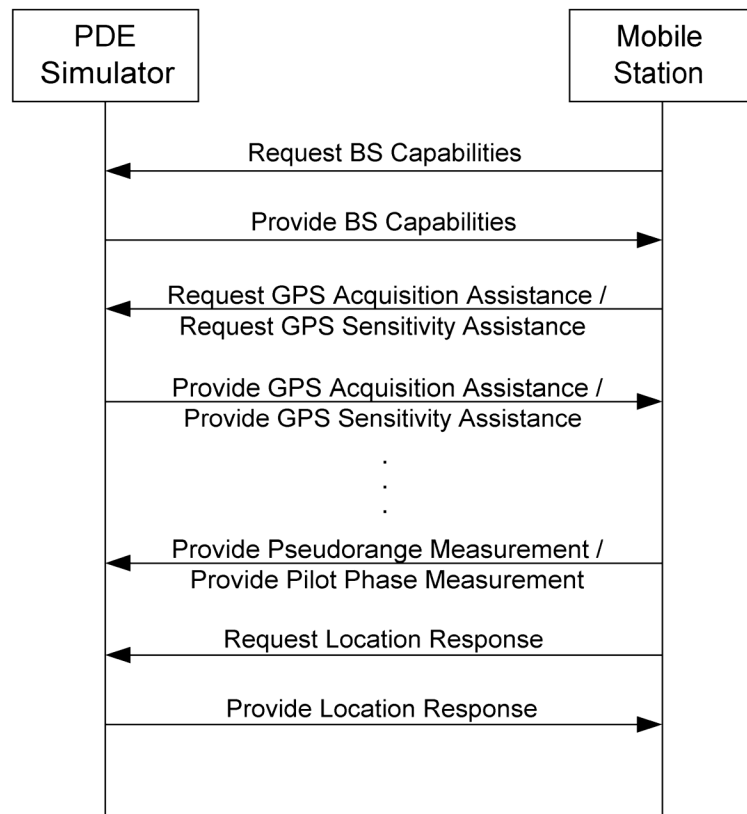 PDE
Simulator
Mobile
Station
Request BS Capabilities
Provide BS Capabilities
Request GPS Acquisition Assistance /
Request GPS Sensitivity Assistance
Provide GPS Acquisition Assistance /
Provide GPS Sensitivity Assistance
.
.
.
Provide Pseudorange Measurement /
Provide Pilot Phase Measurement
Request Location Response
Provide Location Response